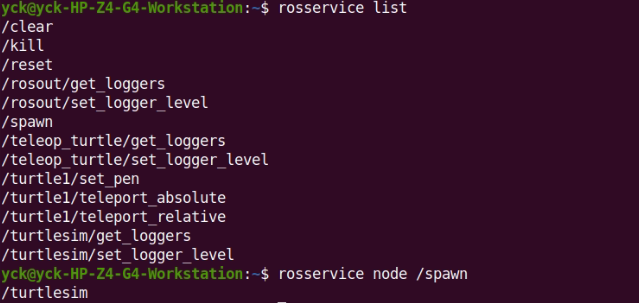 yck@yck-HP-Z4-G4-Workstation:~$ rosservice list
/clear
/kill
/reset
/rosout/get_loggers
/rosout/set_logger_level
/spawn
/teleop_turtle/get_loggers
/teleop_turtle/set_logger_level
/turtle1/set_pen
/turtle1/teleport_absolute
/turtle1/teleport_relative
/turtlesim/get_loggers
/turtlesim/set_logger_level
yck@yck-HP-Z4-G4-Workstation:~$ rosservice node /spawn
/turtlesim